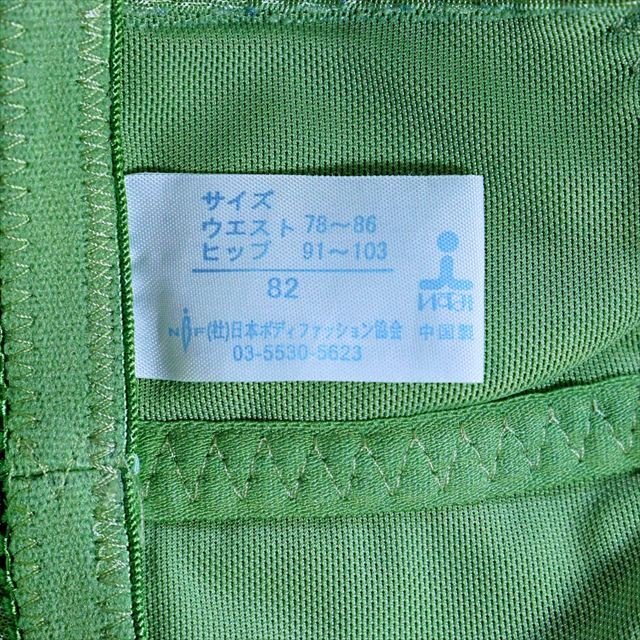 サイズ
ウエスト 78～86
ヒップ 91～103
82
NBF (社)日本ボディファッション協会
03-5530-5623
中国製